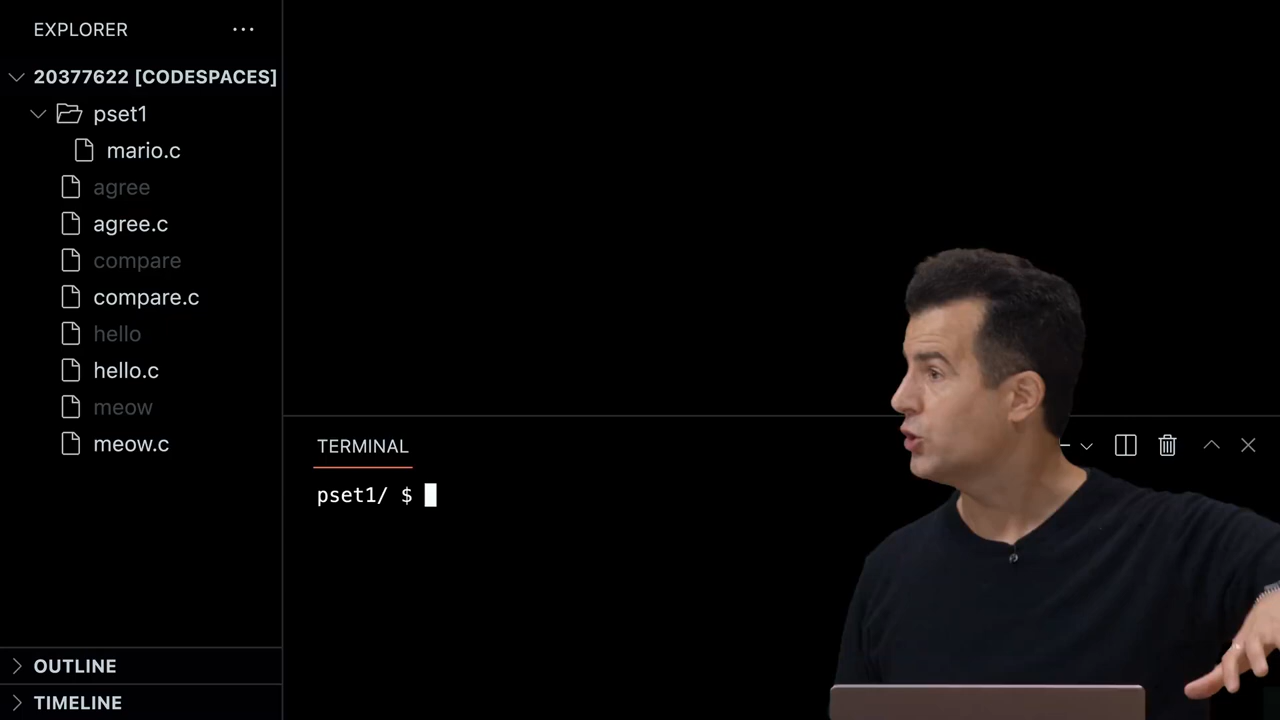 EXPLORER
20377622 [CODESPACES]
pset1
mario.c
agree
agree.c
compare
compare.c
hello
hello.c
meow
meow.c
OUTLINE
TIMELINE
TERMINAL
pset1/ $